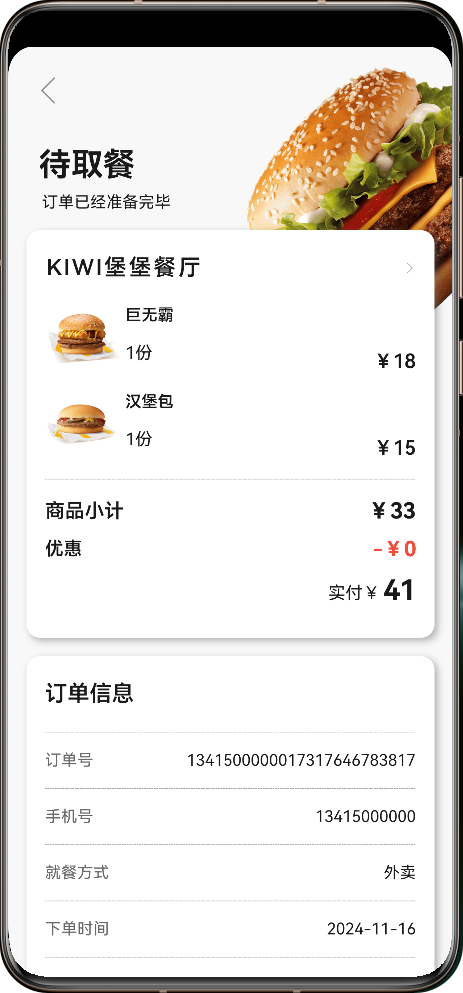 待取餐
订单已经准备完毕
KIWI堡堡餐厅
巨无霸
1份
¥18
汉堡包
1份
¥15
商品小计 ¥33
优惠 -¥0
实付¥ 41
订单信息
订单号 1341500000017317646783817
手机号 13415000000
就餐方式 外卖
下单时间 2024-11-16